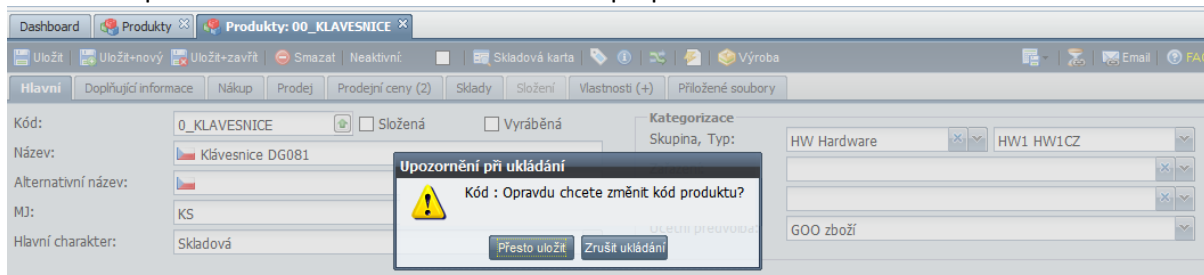 Dashboard Produkty Produkty: 00_KLAVESNICE
Uložit Uložit+nový Uložit+zavřít Smazat Neaktivní: Skladová karta Výroba Email FA
Hlavní Doplňující informace Nákup Prodej Prodejní ceny (2) Sklady Složení Vlastnosti (+) Přiložené soubory
Kód: 0_KLAVESNICE Složená Vyráběná
Kategorizace
Skupina, Typ: HW Hardware HW1 HW1CZ
Název: Klávesnice DG081
Alternativní název:
MJ: KS
Hlavní charakter: Skladová
Účetní předvolba: GOO zboží
Upozornění při ukládání
Kód : Opravdu chcete změnit kód produktu?
Přesto uložit Zrušit ukládání